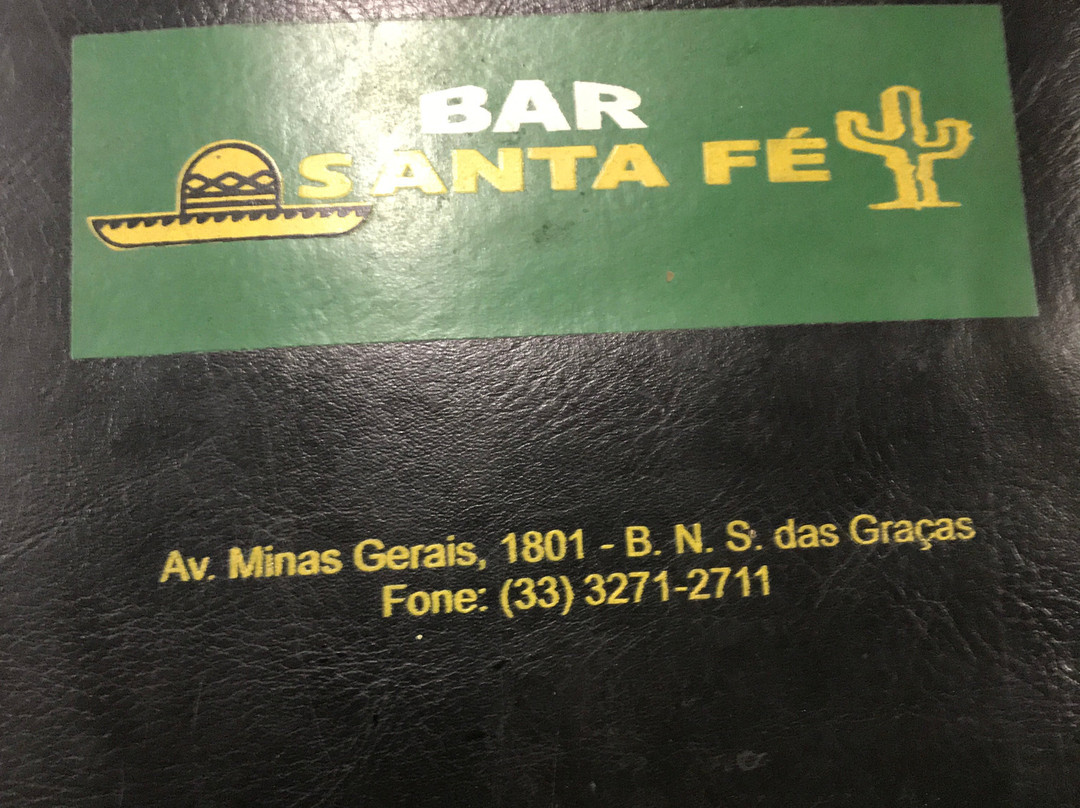 BAR
SANTA FÉ
Av. Minas Gerais, 1801 - B. N. S. das Graças
Fone: (33) 3271-2711